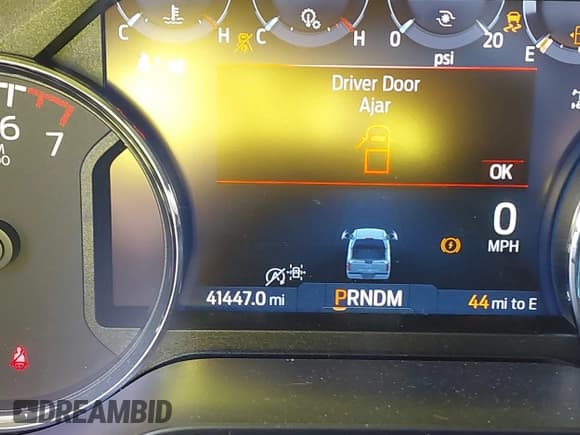 C H C H 0 20 E
psi
Driver Door
Ajar
6
7
OK
0
MPH
41447.0 mi PRNDM 44 mi to E
DREAMBID